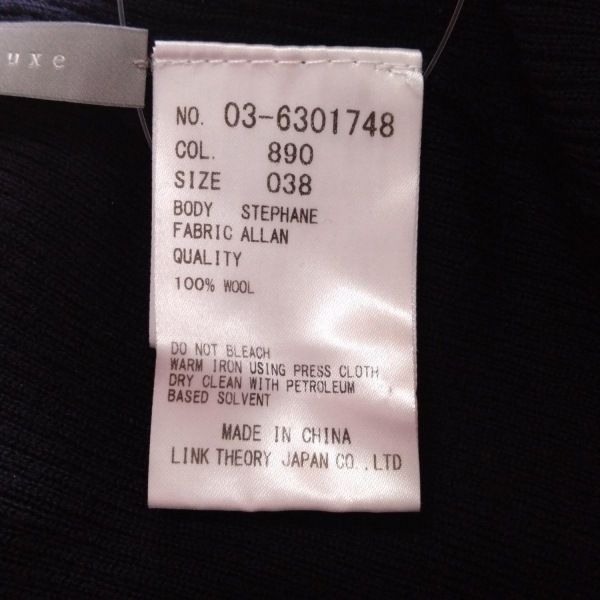 uxe
NO. 03-6301748
COL. 890
SIZE 038
BODY STEPHANE
FABRIC ALLAN
QUALITY
100% WOOL
DO NOT BLEACH
WARM IRON USING PRESS CLOTH
DRY CLEAN WITH PETROLEUM
BASED SOLVENT
MADE IN CHINA
LINK THEORY JAPAN CO.,LTD